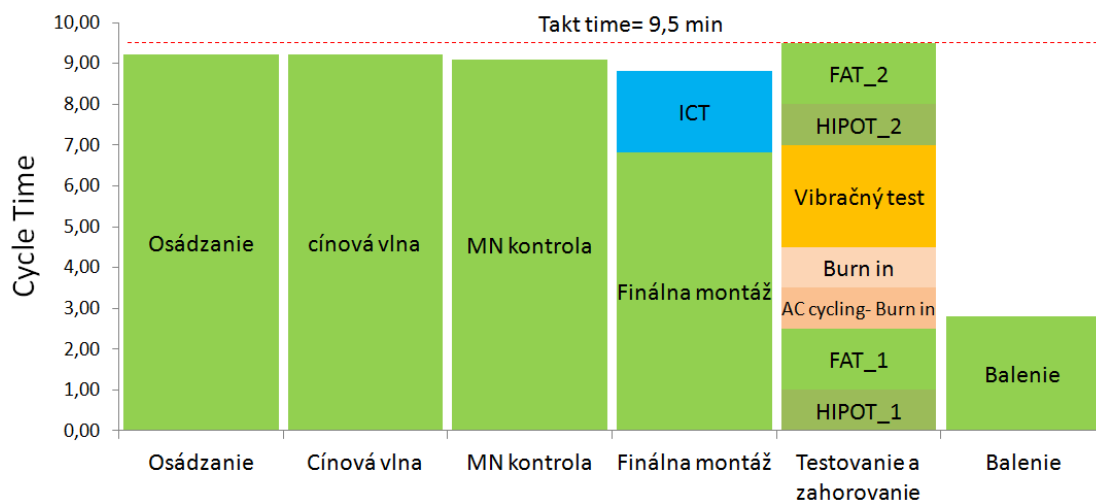 Takt time= 9,5 min
10,00
9,00
8,00
7,00
6,00
5,00
4,00
3,00
2,00
1,00
0,00
Cycle Time
Osádzanie
cínová vlna
MN kontrola
ICT
Finálna montáž
FAT_2
HIPOT_2
Vibračný test
Burn in
AC cycling- Burn in
FAT_1
HIPOT_1
Balenie
Osádzanie
Cínová vlna
MN kontrola
Finálna montáž
Testovanie a
zahorovanie
Balenie